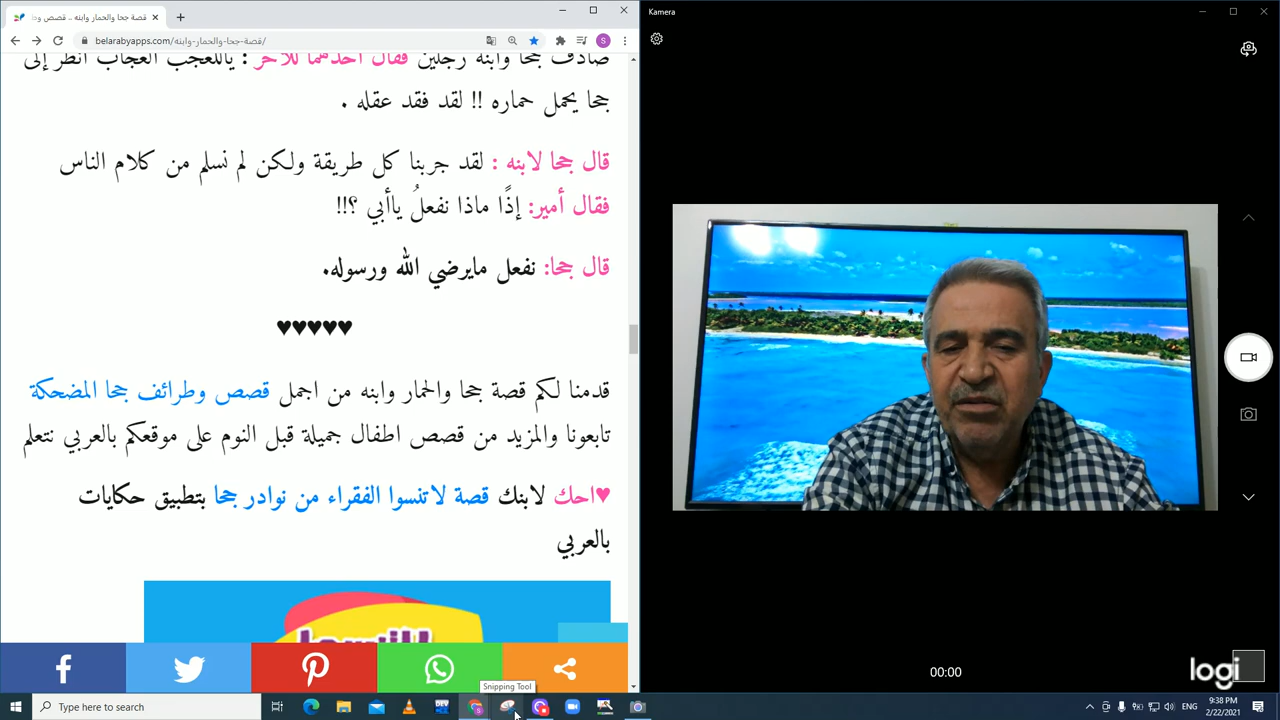 قصة جحا والحمار وابنه .. قصص وحا
belarabyapps.com/قصة-جحا-والحمار-وابنه/
صادف جحا وابنه رجلين فقال أحدهما للآخر : ياللعجب العجاب انظر إلى
جحا يحمل حماره !! لقد فقد عقله .
قال جحا لابنه : لقد جربنا كل طريقة ولكن لم نسلم من كلام الناس
فقال أمير: إذًا ماذا نفعلُ ياأبي ؟!!
قال جحا: نفعل مايرضي الله ورسوله.
♥♥♥♥♥
قدمنا لكم قصة جحا والحمار وابنه من اجمل قصص وطرائف جحا المضحكة
تابعونا والمزيد من قصص اطفال جميلة قبل النوم على موقعكم بالعربي نتعلم
♥احك لابنك قصة لاتنسوا الفقراء من نوادر جحا بتطبيق حكايات
بالعربي
Snipping Tool
Type here to search
Kamera
00:00
logi
ENG
9:38 PM
2/22/2021